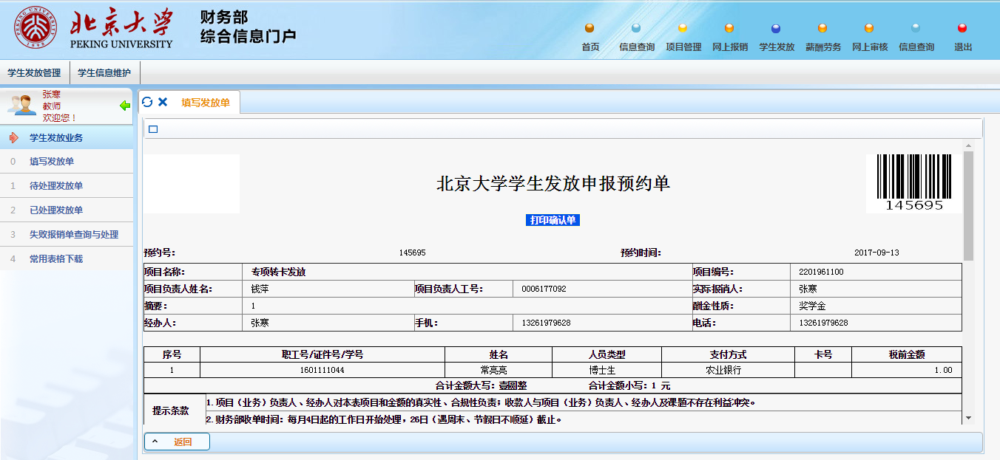 北京大学
PEKING UNIVERSITY
PEKING UNIVERSITY
1898
财务部
综合信息门户
首页 信息查询 项目管理 网上报销 学生发放 薪酬劳务 网上审核 信息查询 退出
学生发放管理 学生信息维护
张寒
教师
欢迎您！
学生发放业务
0 填写发放单
1 待处理发放单
2 已处理发放单
3 失败报销单查询与处理
4 常用表格下载
填写发放单
北京大学学生发放申报预约单
145695
打印确认单
预约号： 145695 预约时间： 2017-09-13
项目名称： 专项转卡发放 项目编号： 2201961100
项目负责人姓名： 钱萍 项目负责人工号： 0006177092 实际报销人： 张寒
摘要： 1 酬金性质： 奖学金
经办人： 张寒 手机： 13261979628 电话： 13261979628
序号 职工号/证件号/学号 姓名 人员类型 支付方式 卡号 税前金额
1 1601111044 常亮亮 博士生 农业银行 1.00
合计金额大写：壹圆整 合计金额小写：1 元
提示条款
1. 项目（业务）负责人、经办人对本表项目和金额的真实性、合规性负责；收款人与项目（业务）负责人、经办人及课题不存在利益冲突。
2. 财务部收单时间：每月4日起的工作日开始处理，26日（遇周末、节假日不顺延）截止。
返回